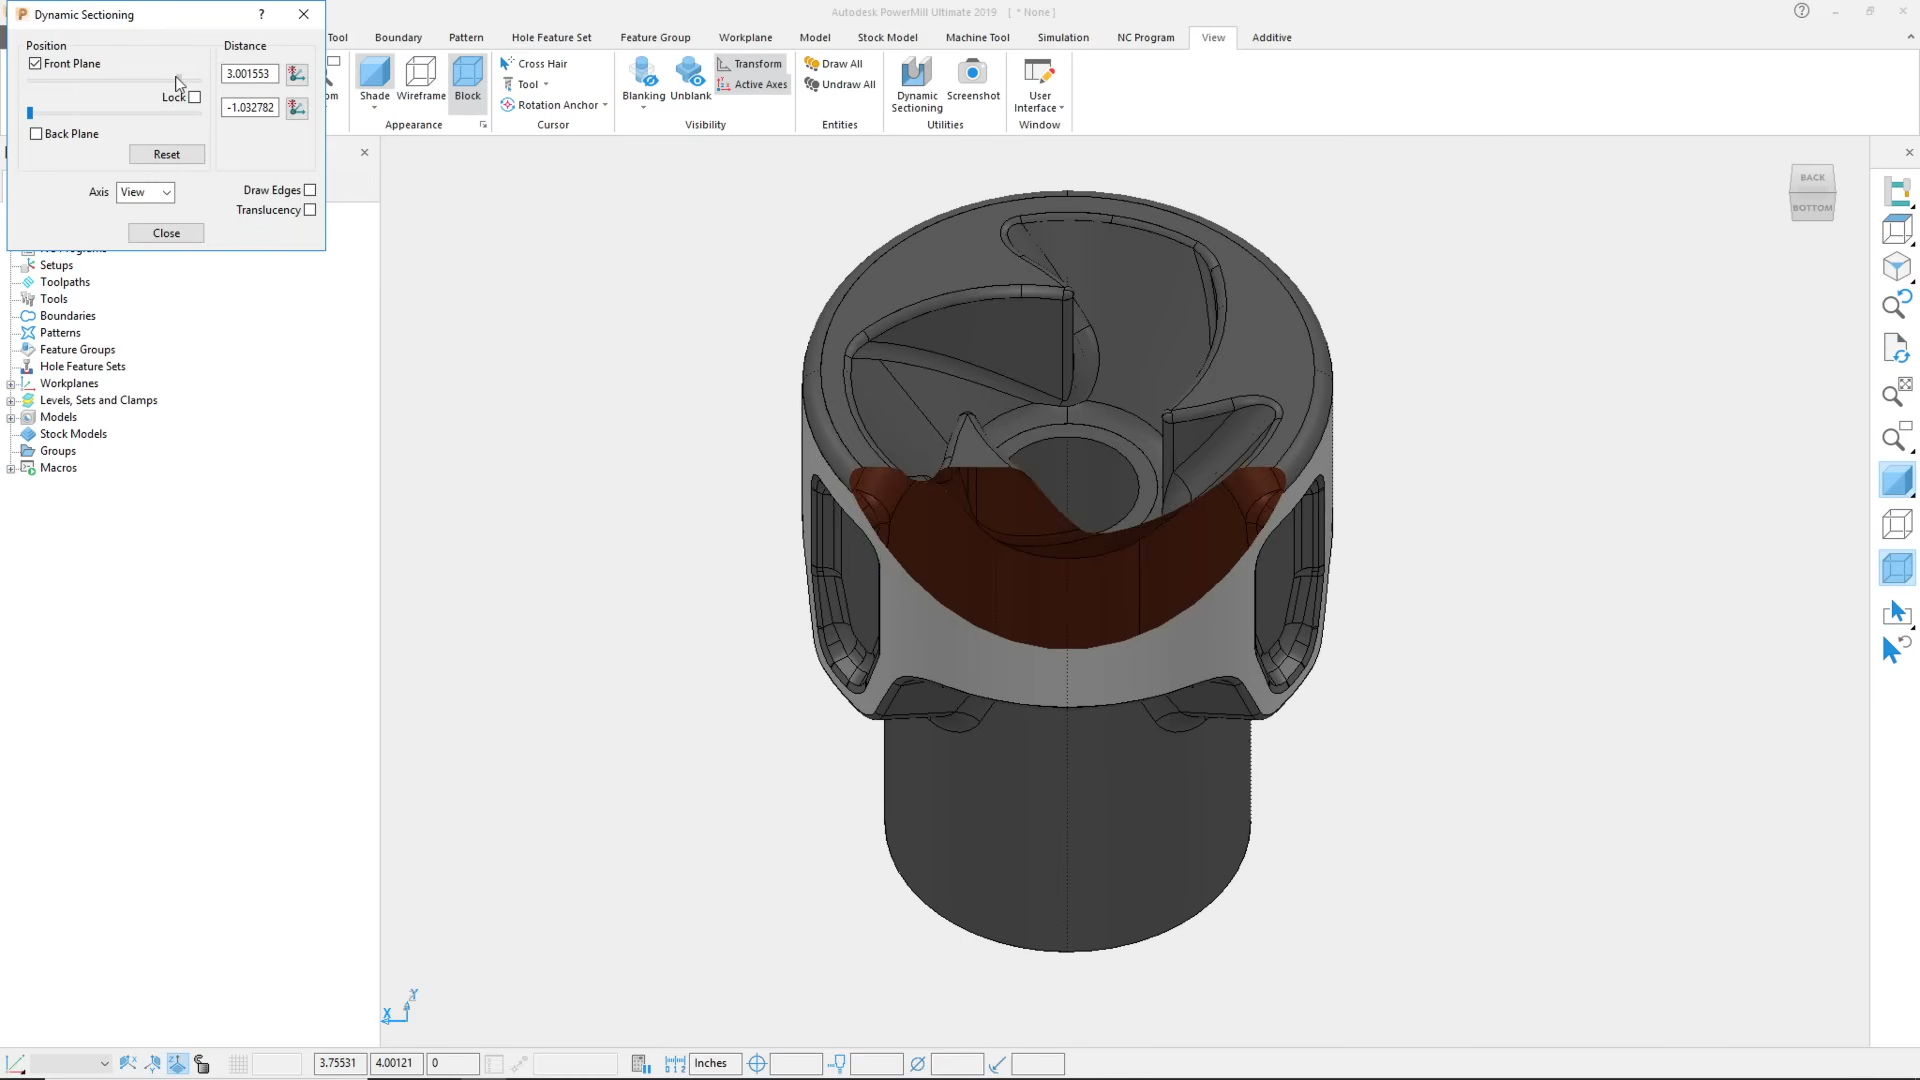 Dynamic Sectioning
?
Autodesk PowerMill Ultimate 2019 [ * None ]
Position
Distance
Front Plane
3.001553
Lock
-1.032782
Back Plane
Reset
Axis
View
Draw Edges
Translucency
Close
Tool
Boundary
Pattern
Hole Feature Set
Feature Group
Workplane
Model
Stock Model
Machine Tool
Simulation
NC Program
View
Additive
Shade
Wireframe
Block
Appearance
Cross Hair
Tool
Rotation Anchor
Cursor
Blanking
Unblank
Transform
Active Axes
Visibility
Draw All
Undraw All
Entities
Dynamic
Sectioning
Screenshot
Utilities
User
Interface
Window
Setups
Toolpaths
Tools
Boundaries
Patterns
Feature Groups
Hole Feature Sets
Workplanes
Levels, Sets and Clamps
Models
Stock Models
Groups
Macros
BACK
BOTTOM
Y
X
3.75531
4.00121
0
Inches